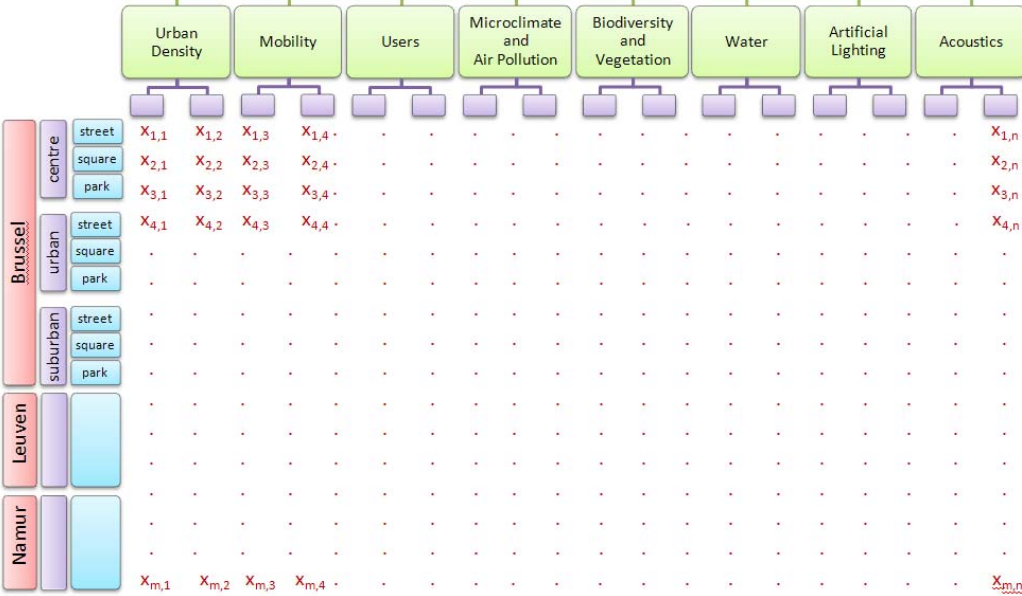 Urban
Density
Mobility
Users
Microclimate
and
Air Pollution
Biodiversity
and
Vegetation
Water
Artificial
Lighting
Acoustics
Brussel
centre
street x1,1 x1,2 x1,3 x1,4 . . . . . . . . . . . . x1,n
square x2,1 x2,2 x2,3 x2,4 . . . . . . . . . . . . x2,n
park x3,1 x3,2 x3,3 x3,4 . . . . . . . . . . . . x3,n
urban
street x4,1 x4,2 x4,3 x4,4 . . . . . . . . . . . . x4,n
square
park
suburban
street
square
park
Leuven
Namur
xm,1 xm,2 xm,3 xm,4 . . . . . . . . . . . . xm,n